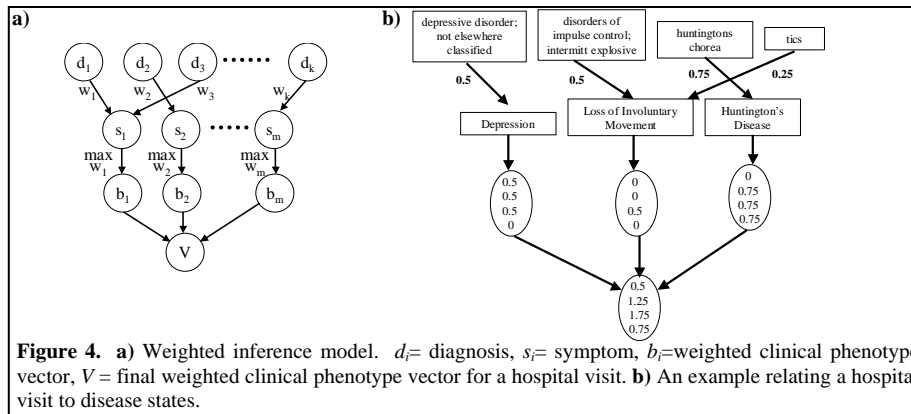 a)
d1 d2 d3 •••••• dk
w1 w2 w3 wk
s1 s2 ••••• sm
max w1 max w2 max wm
b1 b2 bm
V
b)
depressive disorder; not elsewhere classified
disorders of impulse control; intermitt explosive
huntingtons chorea
tics
0.5 0.5 0.75 0.25
Depression
Loss of Involuntary Movement
Huntington's Disease
0.5
0.5
0.5
0
0
0
0.5
0
0
0.75
0.75
0.75
0.5
1.25
1.75
0.75
Figure 4. a) Weighted inference model. di= diagnosis, si= symptom, bi=weighted clinical phenotype
vector, V = final weighted clinical phenotype vector for a hospital visit. b) An example relating a hospital
visit to disease states.